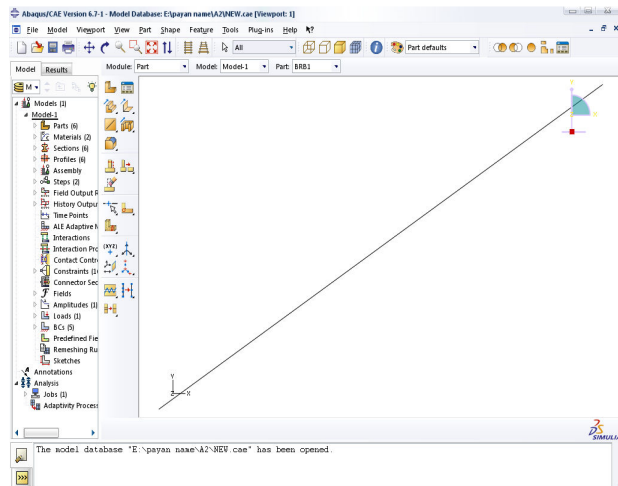 Abaqus/CAE Version 6.7-1 - Model Database: E:\payan name\A2\NEW.cae [Viewport: 1]
File Model Viewport View Part Shape Feature Tools Plug-ins Help
All Part defaults
Model Results Module: Part Model: Model-1 Part: BRB1
M
Models (1)
Model-1
Parts (6)
Materials (2)
Sections (6)
Profiles (6)
Assembly
Steps (2)
Field Output R
History Outpu
Time Points
ALE Adaptive M
Interactions
Interaction Pro
Contact Contr
Constraints (1
Connector Sec
Fields
Amplitudes (1)
Loads (1)
BCs (5)
Predefined Fie
Remeshing Ru
Sketches
Annotations
Analysis
Jobs (1)
Adaptivity Process
(XYZ)
Y
Z X
SIMULIA
The model database "E:\payan name\A2\NEW.cae" has been opened.
>>>